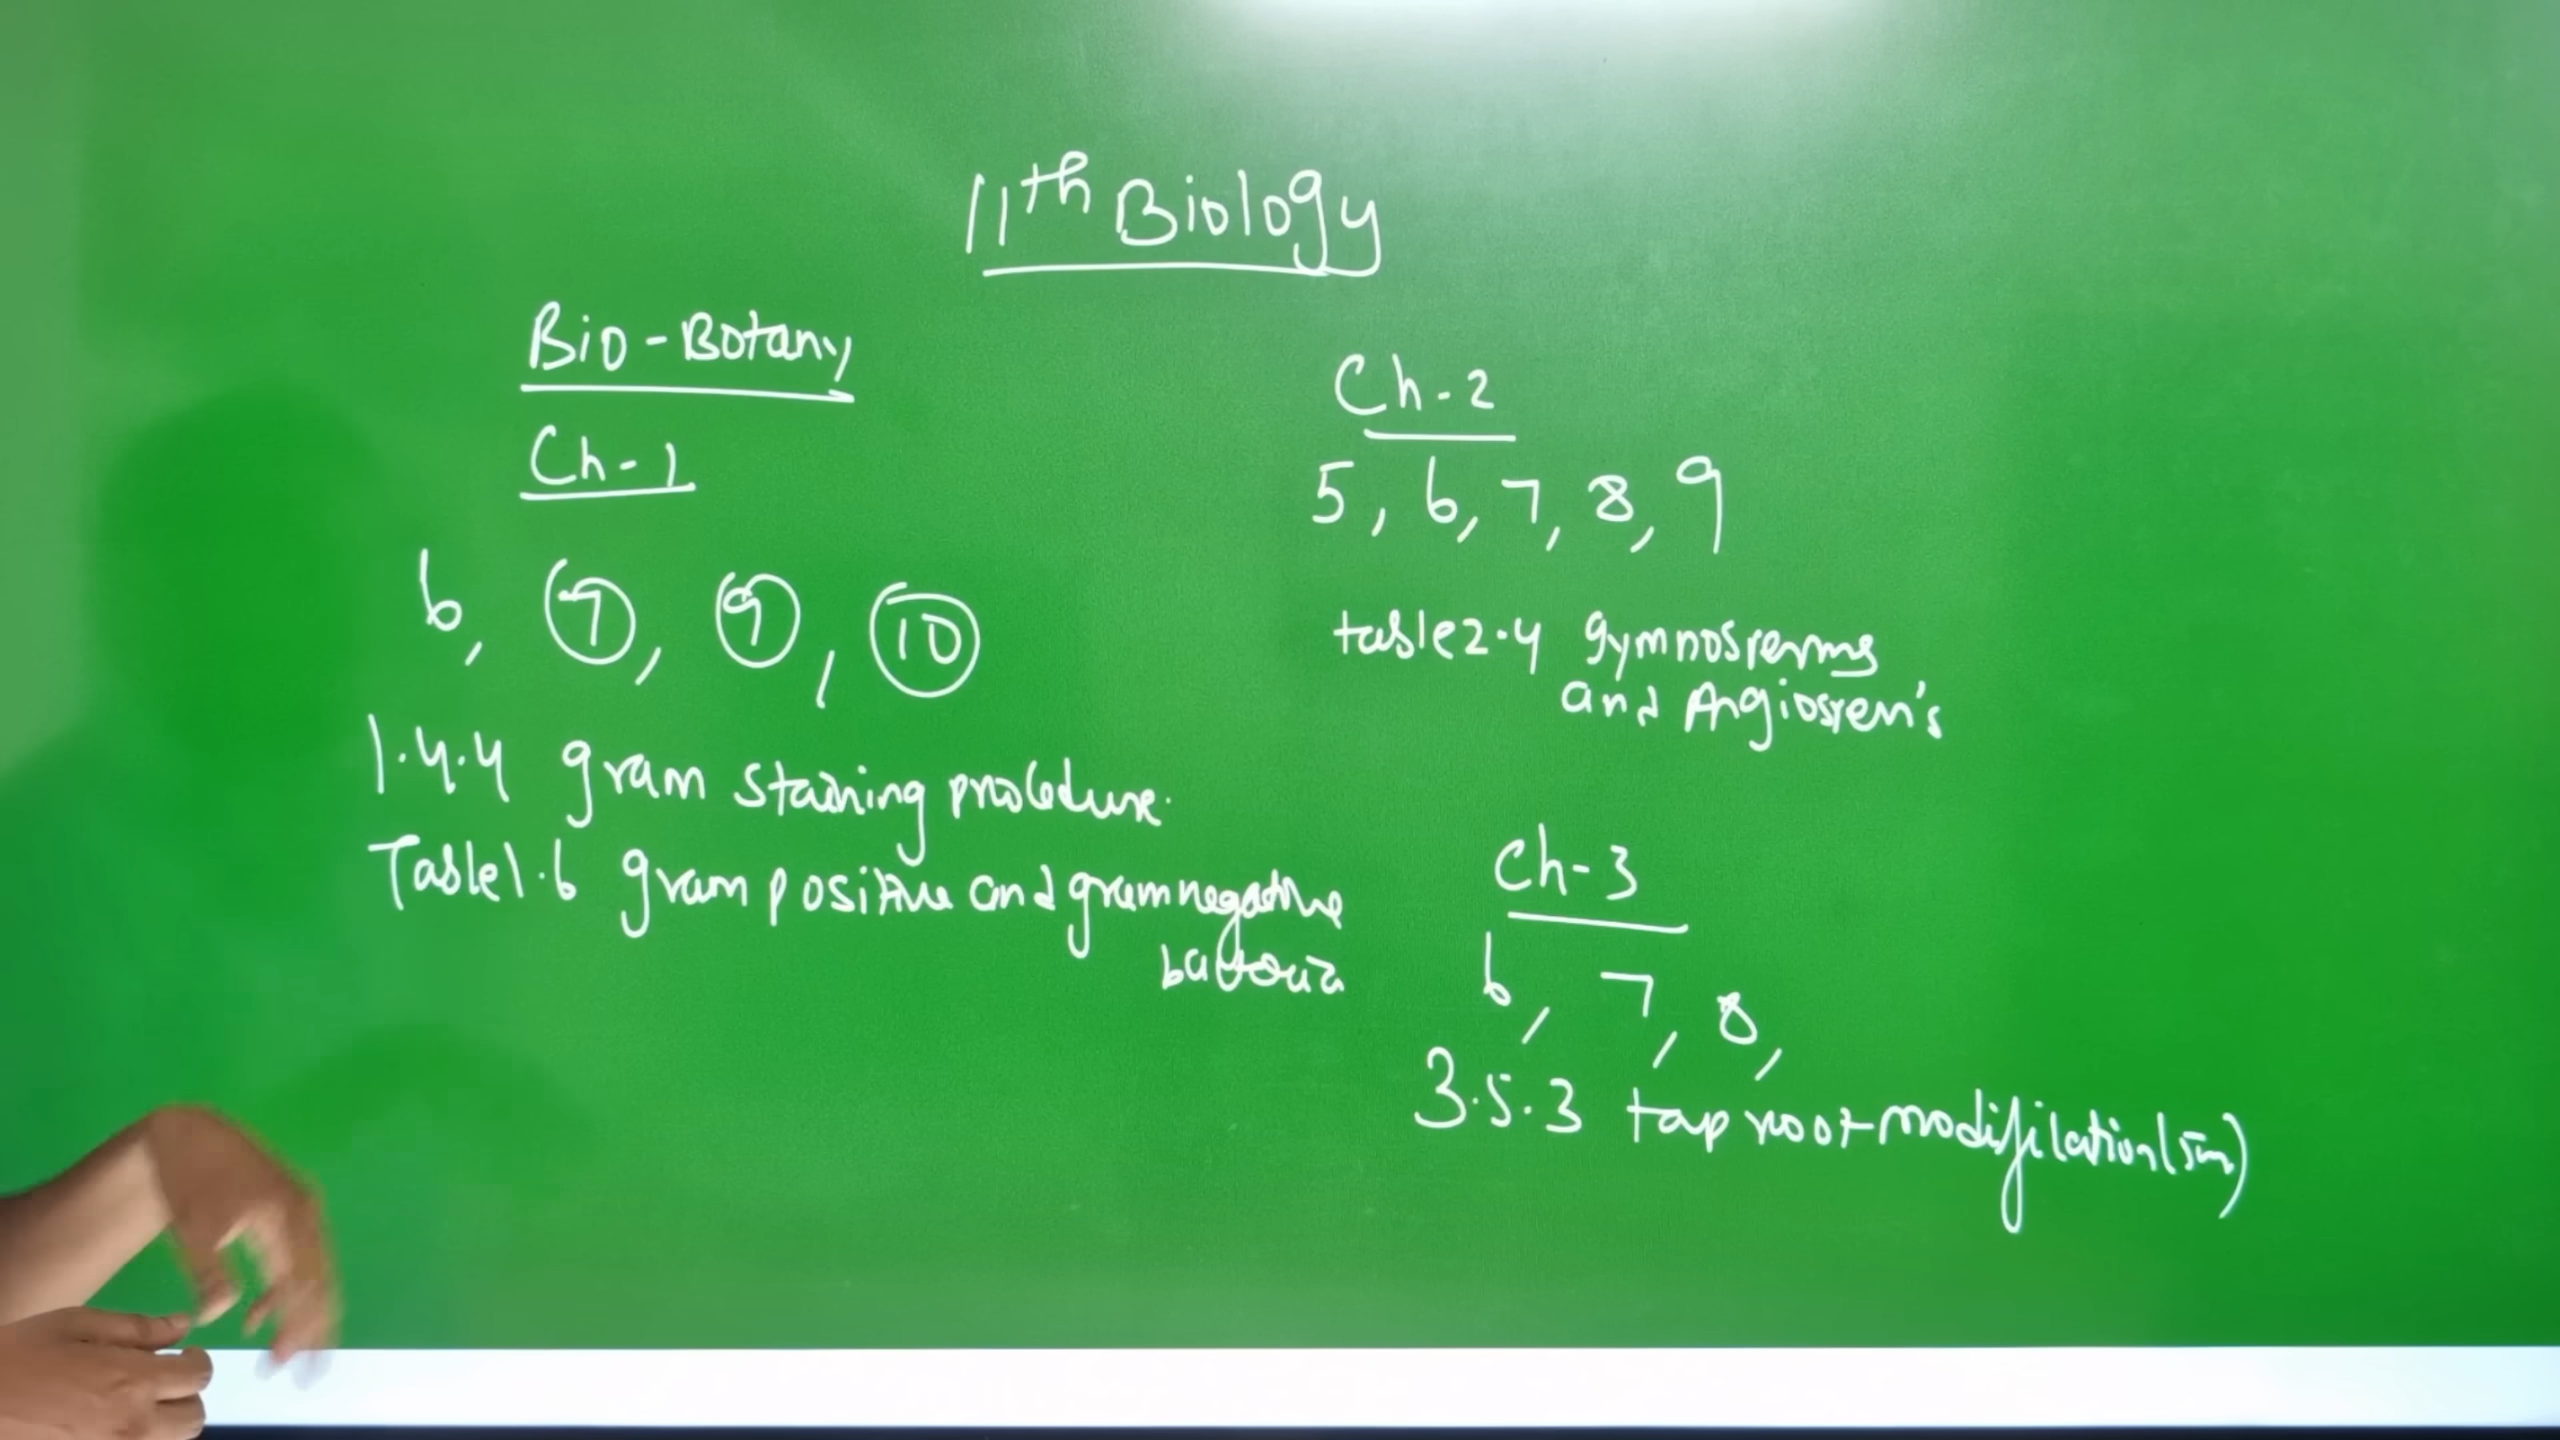 11th Biology
Bio-Botany
Ch-1
6, 7, 9, 10
1.4.4 gram staining procedure.
Table 1.6 gram positive and gram negative
bacteria
Ch-2
5, 6, 7, 8, 9
table 2.4 gymnosperms
and Angiosperm's
Ch-3
6, 7, 8,
3.5.3 tap root modification (5m)